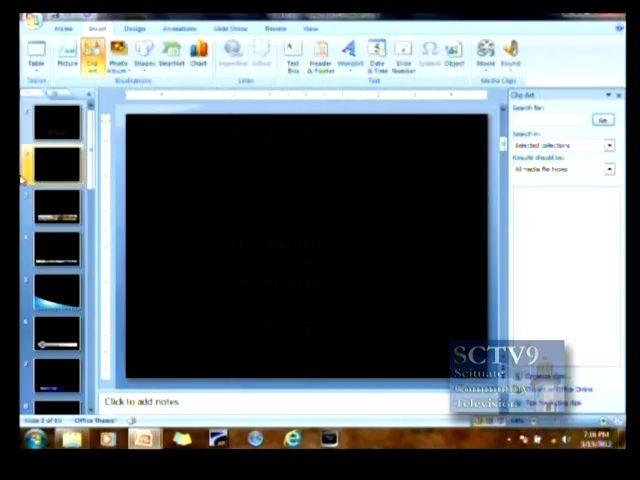 Home Insert Design Animations Slide Show Review View
Table Picture Clip Art Photo Album Shapes SmartArt Chart Hyperlink Action Text Box Header & Footer WordArt Date & Time Slide Number Symbol Object Movie Sound
Illustrations Links Text Media Clips
Clip Art
Search for:
Go
Search in:
Selected collections
Results should be:
All media file types
SCTV9
Scituate
Community
Television
Click to add notes
Office Theme
7:16 PM